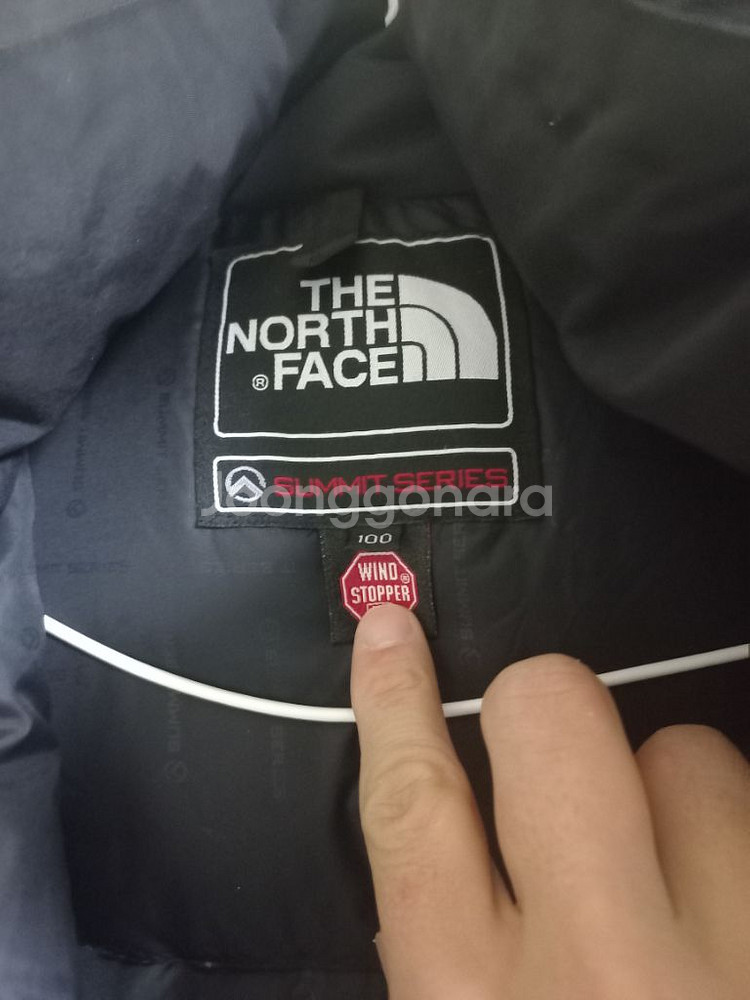 THE
NORTH
® FACE
SUMMIT SERIES
Joonggonara
100
WIND
STOPPER®